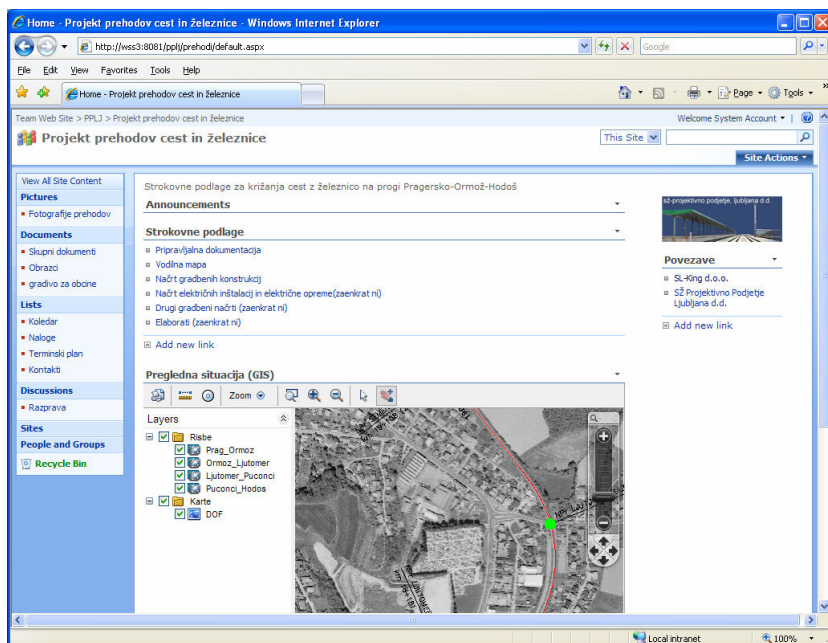 Home - Projekt prehodov cest in železnice - Windows Internet Explorer
http://wss3:8081/pplj/prehodi/default.aspx
Google
File Edit View Favorites Tools Help
Home - Projekt prehodov cest in železnice
Page Tools
Team Web Site > PPLJ > Projekt prehodov cest in železnice
Welcome System Account
Projekt prehodov cest in železnice
This Site
Site Actions
View All Site Content
Pictures
Fotografije prehodov
Documents
Skupni dokumenti
Obrazci
gradivo za obcine
Lists
Koledar
Naloge
Terminski plan
Kontakti
Discussions
Razprava
Sites
People and Groups
Recycle Bin
Strokovne podlage za križanja cest z železnico na progi Pragersko-Ormož-Hodoš
Announcements
Strokovne podlage
Pripravljalna dokumentacija
Vodilna mapa
Načrt gradbenih konstrukcij
Načrt električnih inštalacij in električne opreme(zaenkrat ni)
Drugi gradbeni načrti (zaenkrat ni)
Elaborati (zaenkrat ni)
Add new link
Pregledna situacija (GIS)
Zoom
Layers
Risbe
Prag_Ormoz
Ormoz_Ljutomer
Ljutomer_Puconci
Puconci_Hodos
Karte
DOF
sž-projektivno podjetje, ljubljana d.d.
Povezave
SL-King d.o.o.
SŽ Projektivno Podjetje
Ljubljana d.d.
Add new link
Local intranet
100%